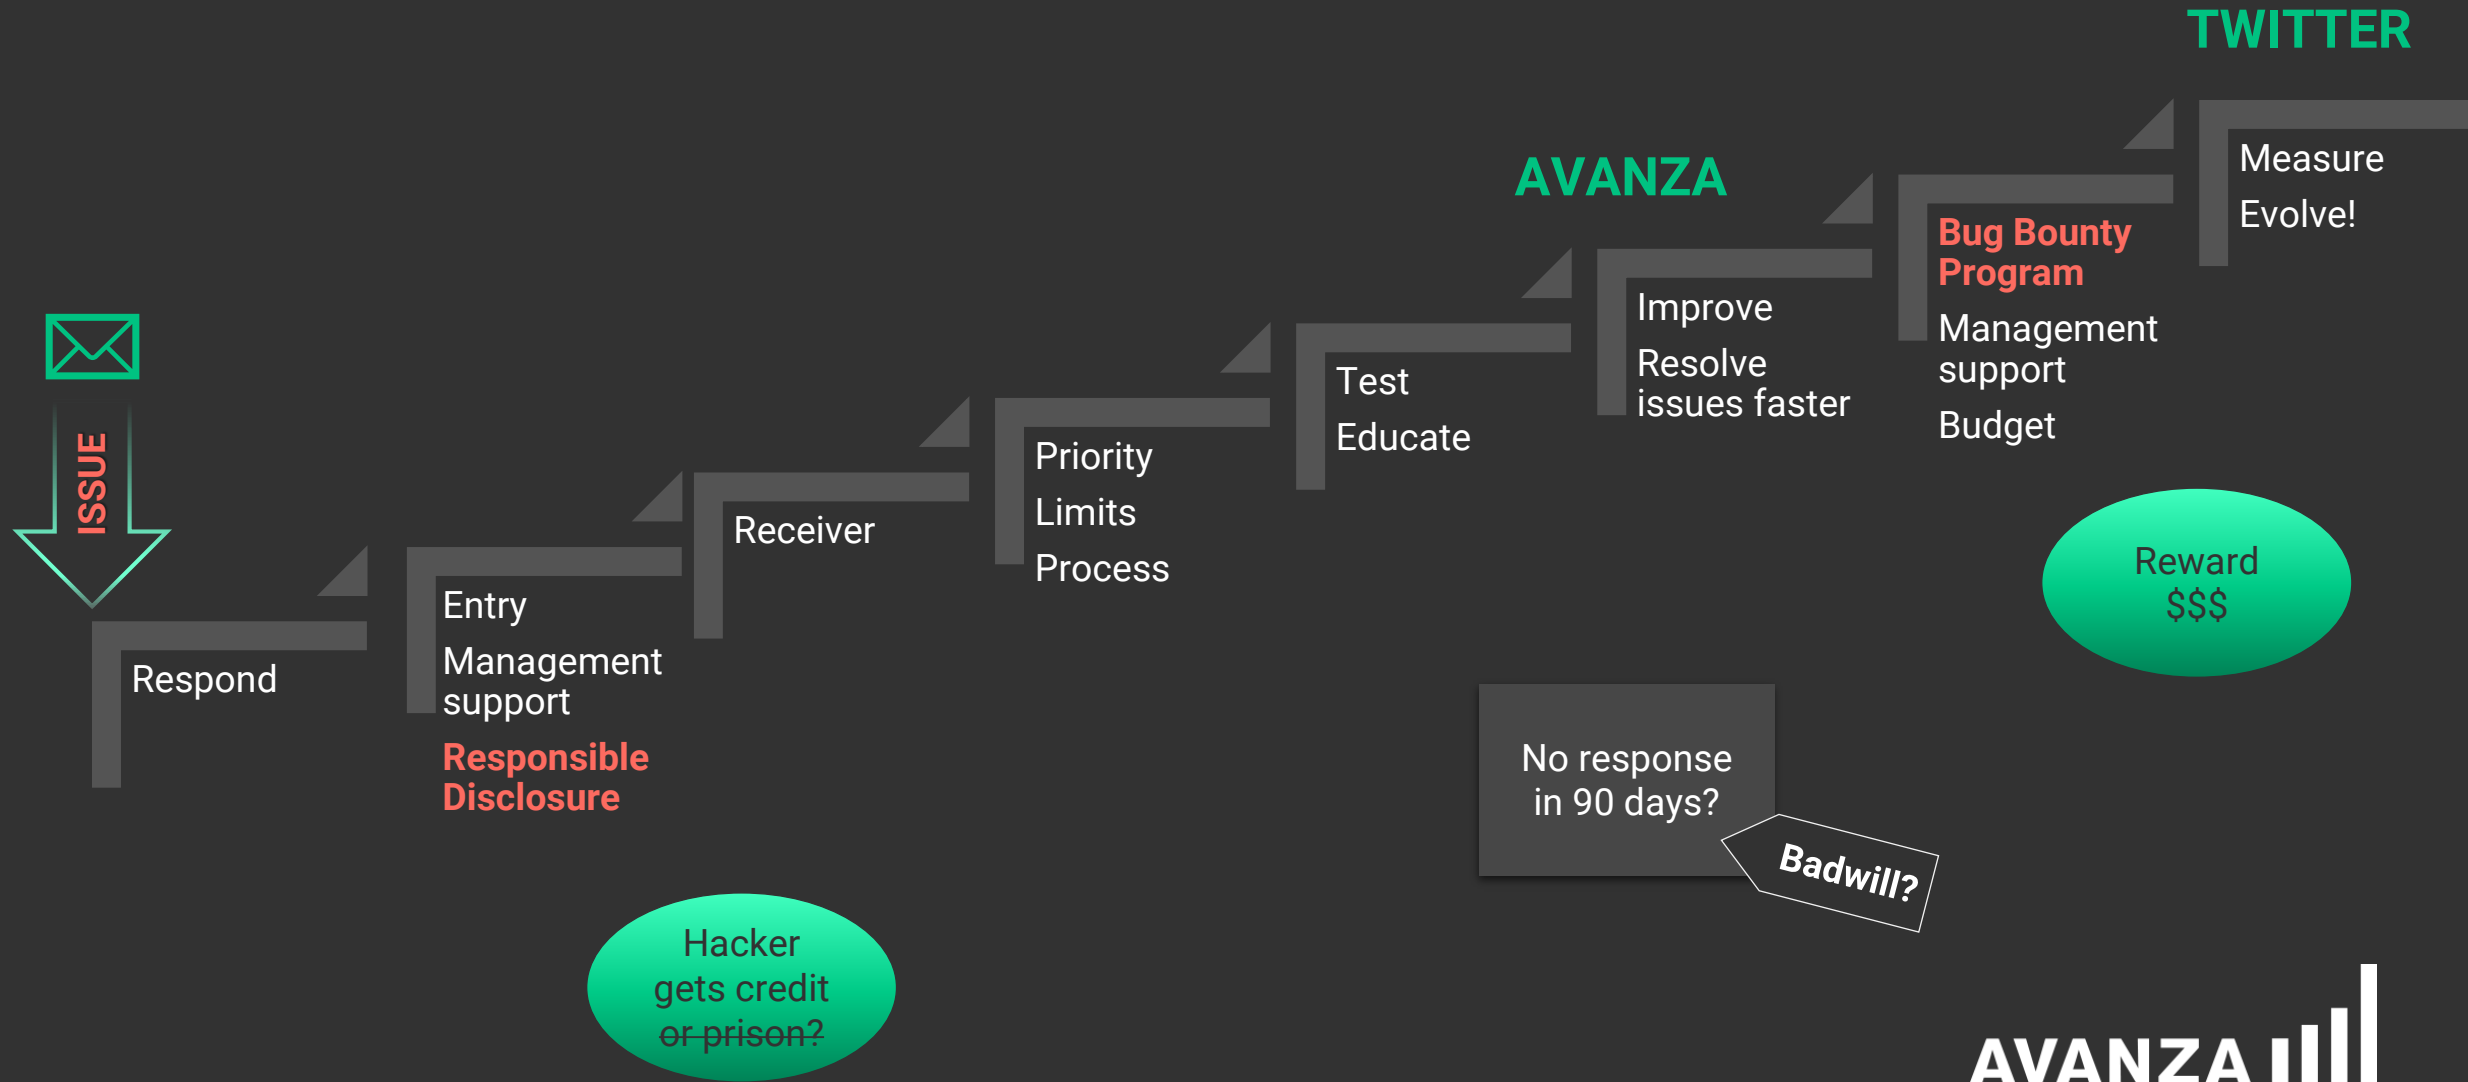 TWITTER
AVANZA
ISSUE
Respond
Entry
Management
support
Responsible
Disclosure
Receiver
Priority
Limits
Process
Test
Educate
Improve
Resolve
issues faster
Bug Bounty
Program
Management
support
Budget
Measure
Evolve!
Hacker
gets credit
or prison?
No response
in 90 days?
Badwill?
Reward
$$$
AVANZA